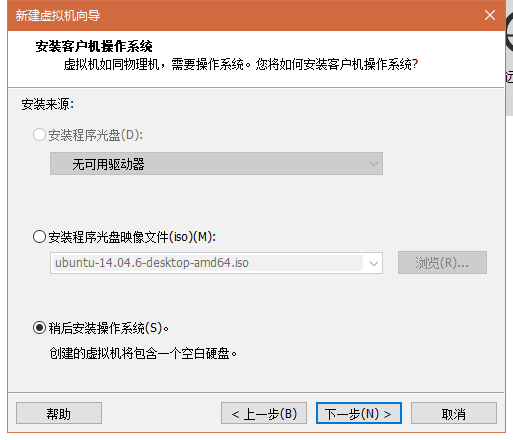 新建虚拟机向导
安装客户机操作系统
虚拟机如同物理机，需要操作系统。您将如何安装客户机操作系统?
安装来源:
安装程序光盘(D):
无可用驱动器
安装程序光盘映像文件(iso)(M):
ubuntu-14.04.6-desktop-amd64.iso
浏览(R)...
稍后安装操作系统(S)。
创建的虚拟机将包含一个空白硬盘。
帮助
< 上一步(B)
下一步(N) >
取消